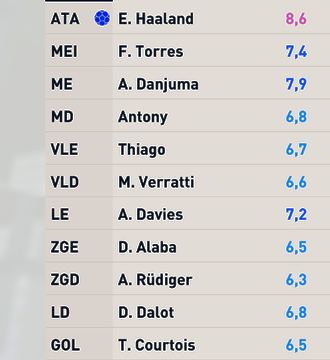 ATA E. Haaland 8,6
MEI F. Torres 7,4
ME A. Danjuma 7,9
MD Antony 6,8
VLE Thiago 6,7
VLD M. Verratti 6,6
LE A. Davies 7,2
ZGE D. Alaba 6,5
ZGD A. Rüdiger 6,3
LD D. Dalot 6,8
GOL T. Courtois 6,5